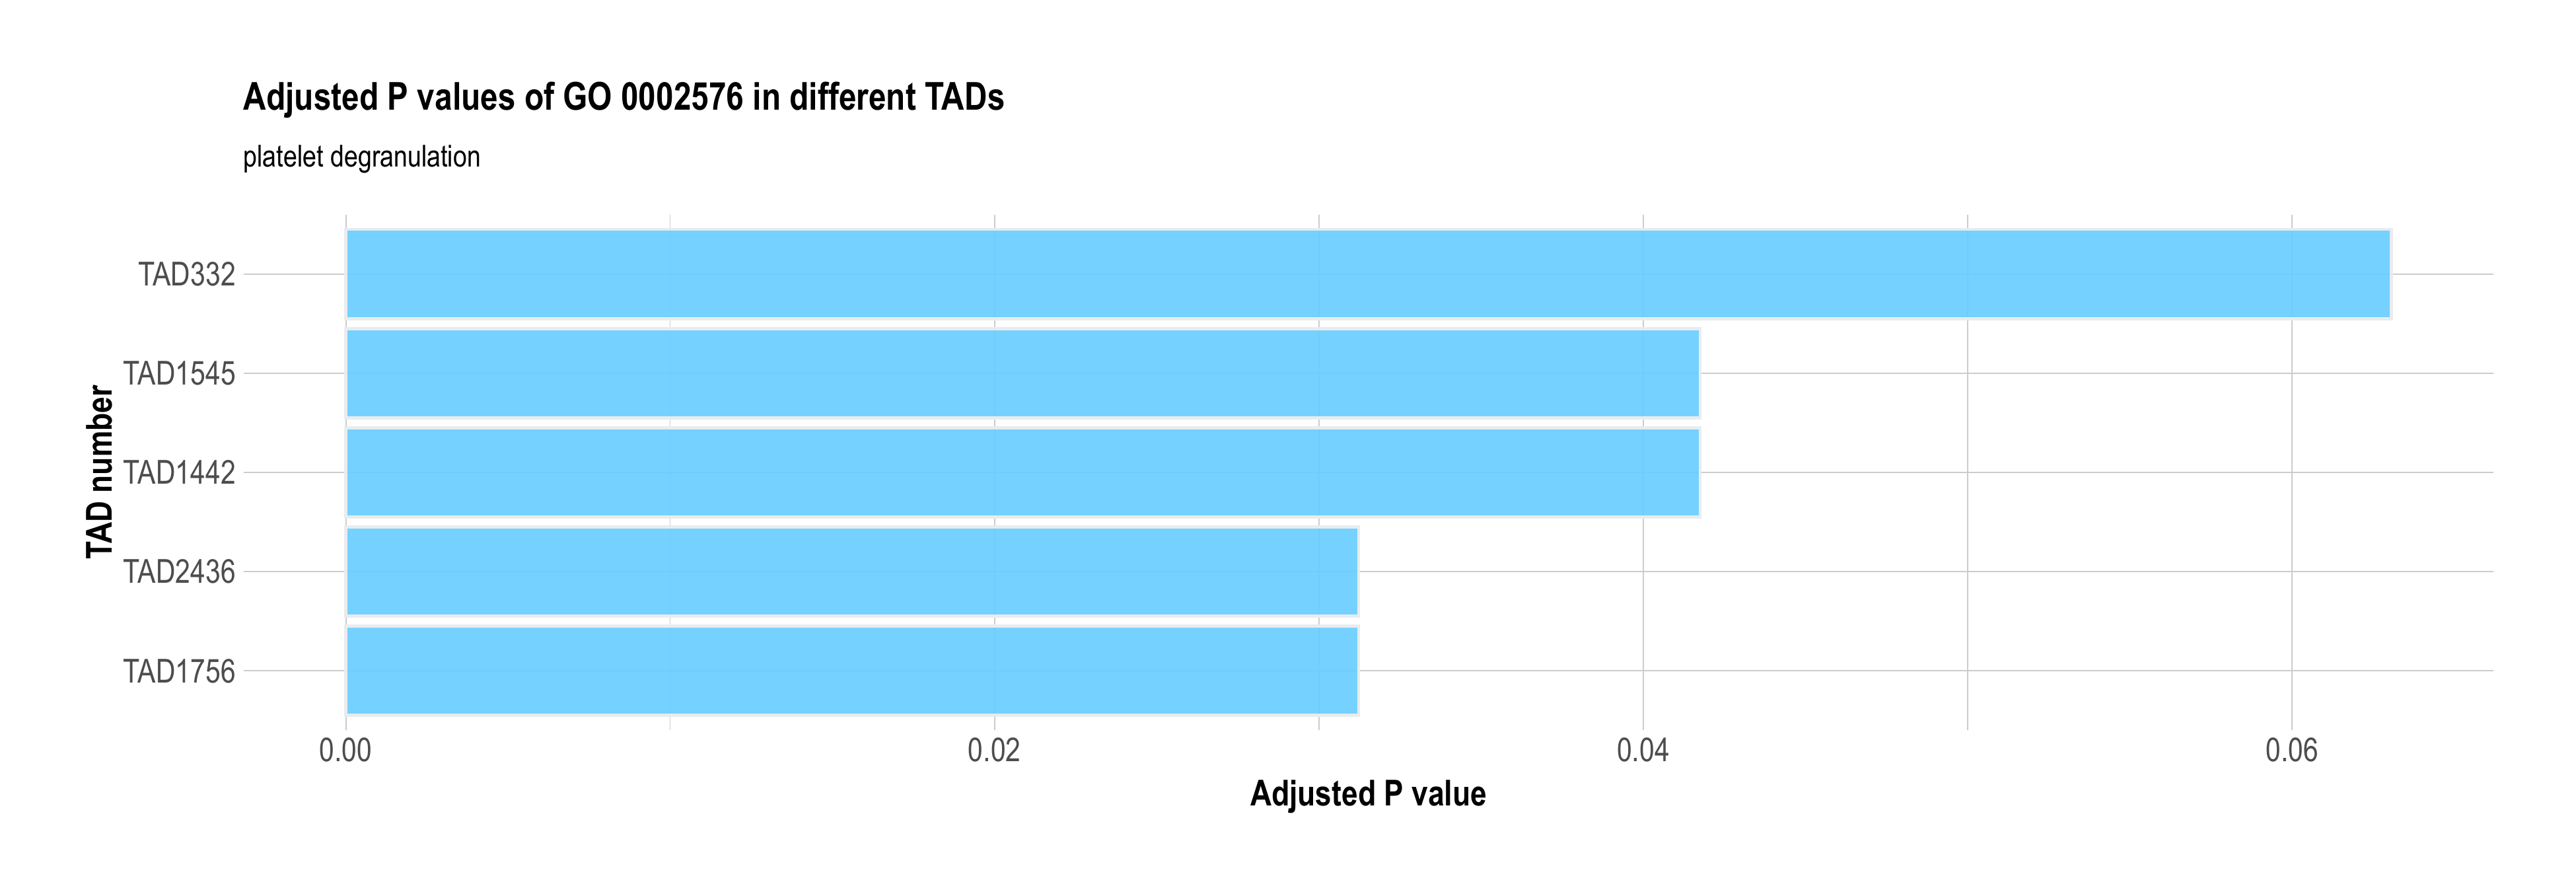 Adjusted P values of GO 0002576 in different TADs
platelet degranulation
TAD number
TAD332
TAD1545
TAD1442
TAD2436
TAD1756
0.00 0.02 0.04 0.06
Adjusted P value